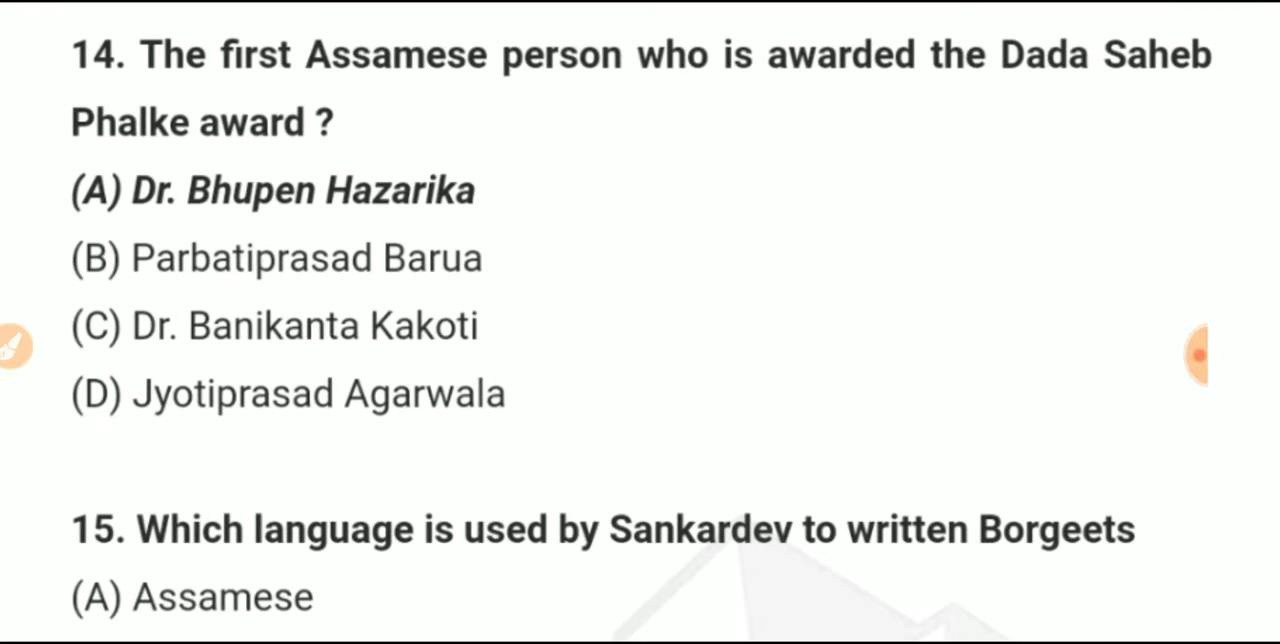 14. The first Assamese person who is awarded the Dada Saheb
Phalke award ?
(A) Dr. Bhupen Hazarika
(B) Parbatiprasad Barua
(C) Dr. Banikanta Kakoti
(D) Jyotiprasad Agarwala
15. Which language is used by Sankardev to written Borgeets
(A) Assamese